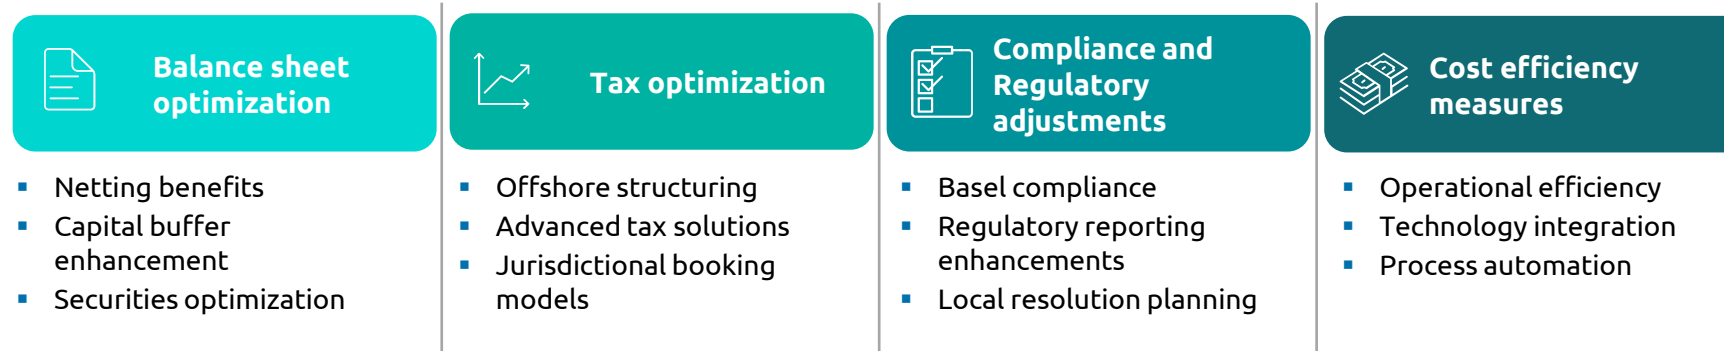 Balance sheet
optimization
▪ Netting benefits
▪ Capital buffer
enhancement
▪ Securities optimization
Tax optimization
▪ Offshore structuring
▪ Advanced tax solutions
▪ Jurisdictional booking
models
Compliance and
Regulatory
adjustments
▪ Basel compliance
▪ Regulatory reporting
enhancements
▪ Local resolution planning
Cost efficiency
measures
▪ Operational efficiency
▪ Technology integration
▪ Process automation